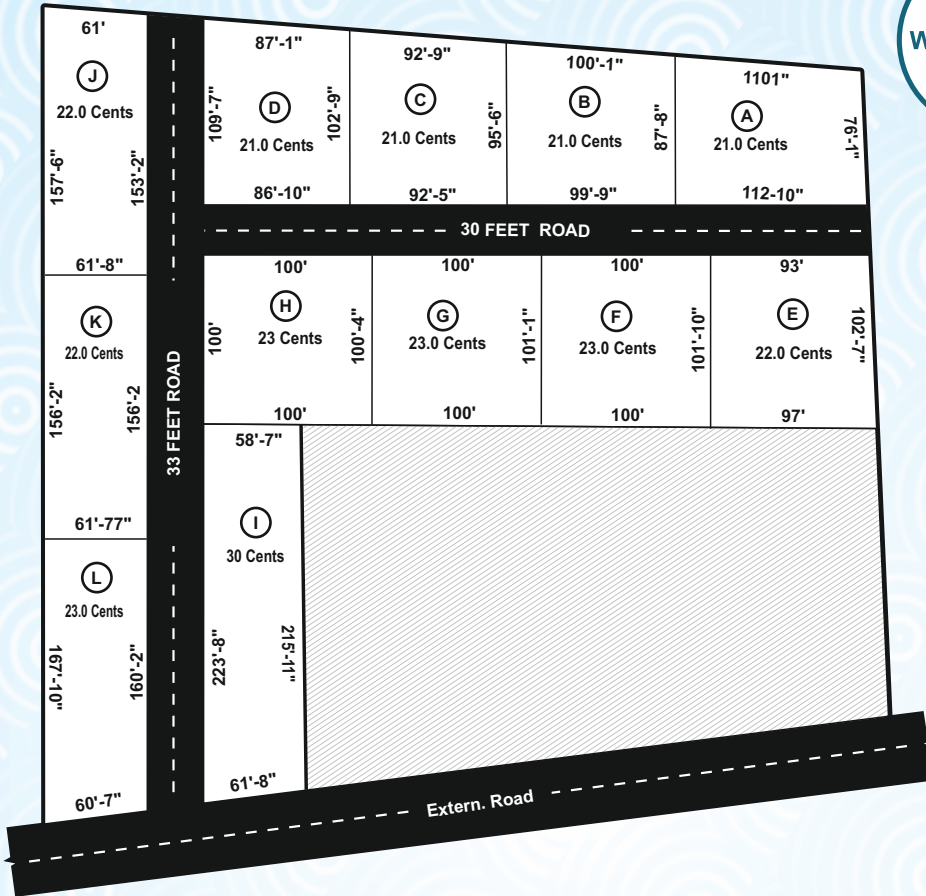 W
61'
J
22.0 Cents
157'-6"
153'-2"
61'-8"
87'-1"
D
21.0 Cents
109'-7"
102'-9"
86'-10"
92'-9"
C
21.0 Cents
95'-6"
92'-5"
100'-1"
B
21.0 Cents
87'-8"
99'-9"
1101"
A
21.0 Cents
76'-1"
112-10"
30 FEET ROAD
K
22.0 Cents
156'-2"
156'-2
61'-77"
33 FEET ROAD
100'
H
23 Cents
100'
100'-4"
100'
100'
G
23.0 Cents
101'-1"
100'
100'
F
23.0 Cents
101'-10"
100'
93'
E
22.0 Cents
102'-7"
97'
L
23.0 Cents
167'-10"
160'-2"
60'-7"
58'-7"
I
30 Cents
223'-8"
215'-11"
61'-8"
Extern. Road